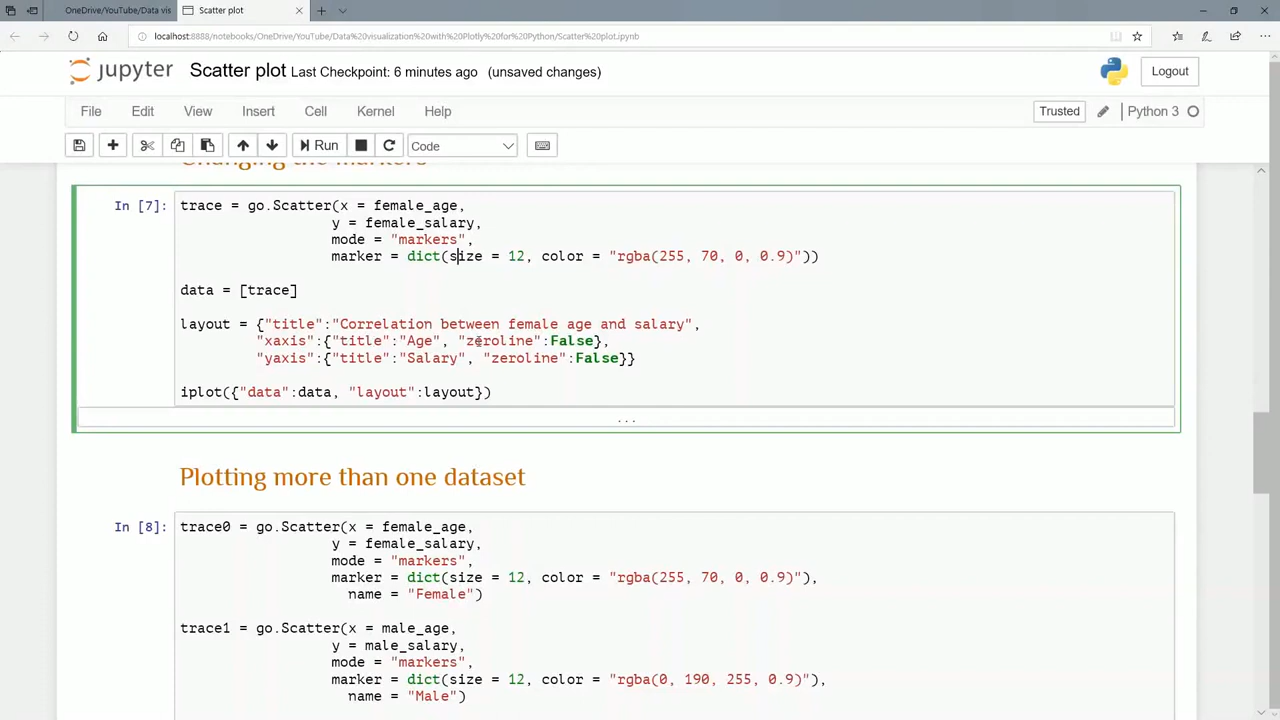 OneDrive/YouTube/Data vis
Scatter plot
localhost:8888/notebooks/OneDrive/YouTube/Data%20visualization%20with%20Plotly%20for%20Python/Scatter%20plot.ipynb
jupyter Scatter plot Last Checkpoint: 6 minutes ago (unsaved changes) Logout
File Edit View Insert Cell Kernel Help Trusted Python 3
Run Code
Changing the markers
In [7]: trace = go.Scatter(x = female_age,
y = female_salary,
mode = "markers",
marker = dict(size = 12, color = "rgba(255, 70, 0, 0.9)"))
data = [trace]
layout = {"title":"Correlation between female age and salary",
"xaxis":{"title":"Age", "zeroline":False},
"yaxis":{"title":"Salary", "zeroline":False}}
iplot({"data":data, "layout":layout})
...
Plotting more than one dataset
In [8]: trace0 = go.Scatter(x = female_age,
y = female_salary,
mode = "markers",
marker = dict(size = 12, color = "rgba(255, 70, 0, 0.9)"),
name = "Female")
trace1 = go.Scatter(x = male_age,
y = male_salary,
mode = "markers",
marker = dict(size = 12, color = "rgba(0, 190, 255, 0.9)"),
name = "Male")